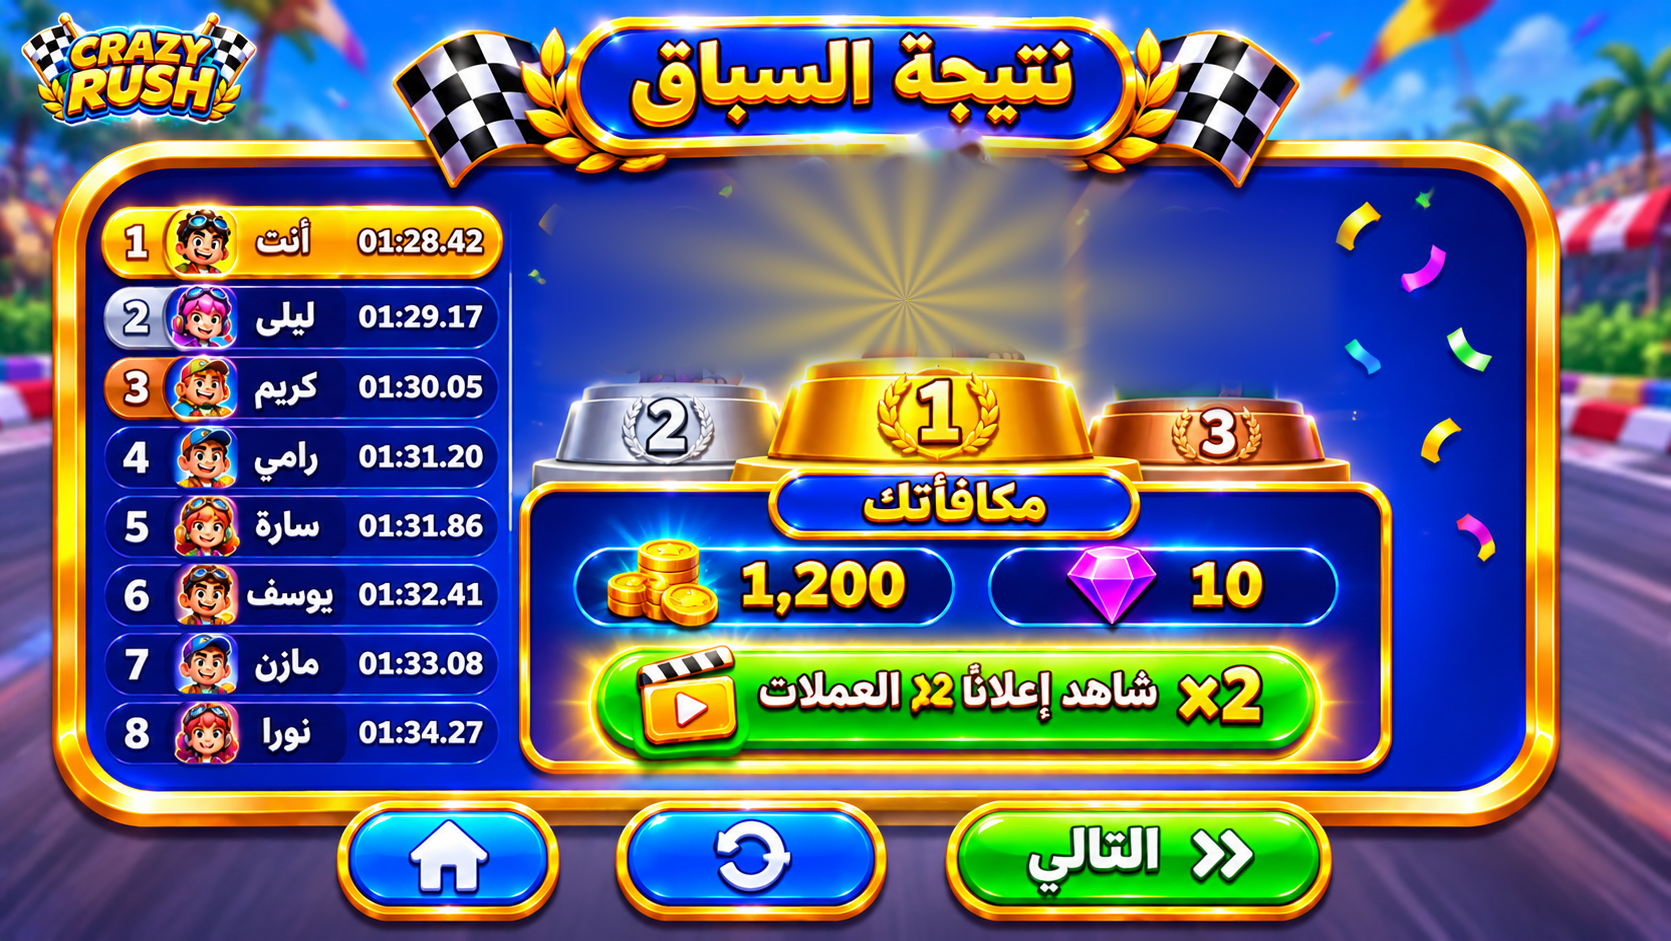 CRAZY
RUSH
نتيجة السباق
1 أنت 01:28.42
2 ليلى 01:29.17
3 كريم 01:30.05
4 رامي 01:31.20
5 سارة 01:31.86
6 يوسف 01:32.41
7 مازن 01:33.08
8 نورا 01:34.27
2
1
3
مكافأتك
1,200
10
شاهد إعلانًا 2x العملات
x2
التالي